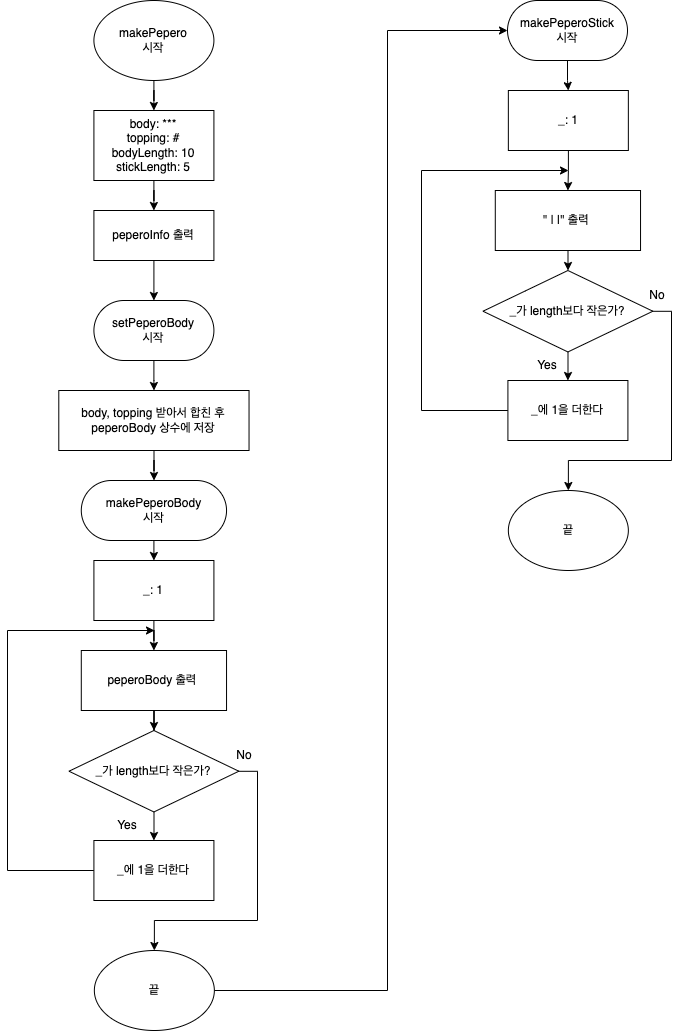 makePepero
시작
body: ***
topping: #
bodyLength: 10
stickLength: 5
peperoInfo 출력
setPeperoBody
시작
body, topping 받아서 합친 후
peperoBody 상수에 저장
makePeperoBody
시작
_: 1
peperoBody 출력
_가 length보다 작은가?
No
Yes
_에 1을 더한다
끝
makePeperoStick
시작
_: 1
" | |" 출력
_가 length보다 작은가?
No
Yes
_에 1을 더한다
끝